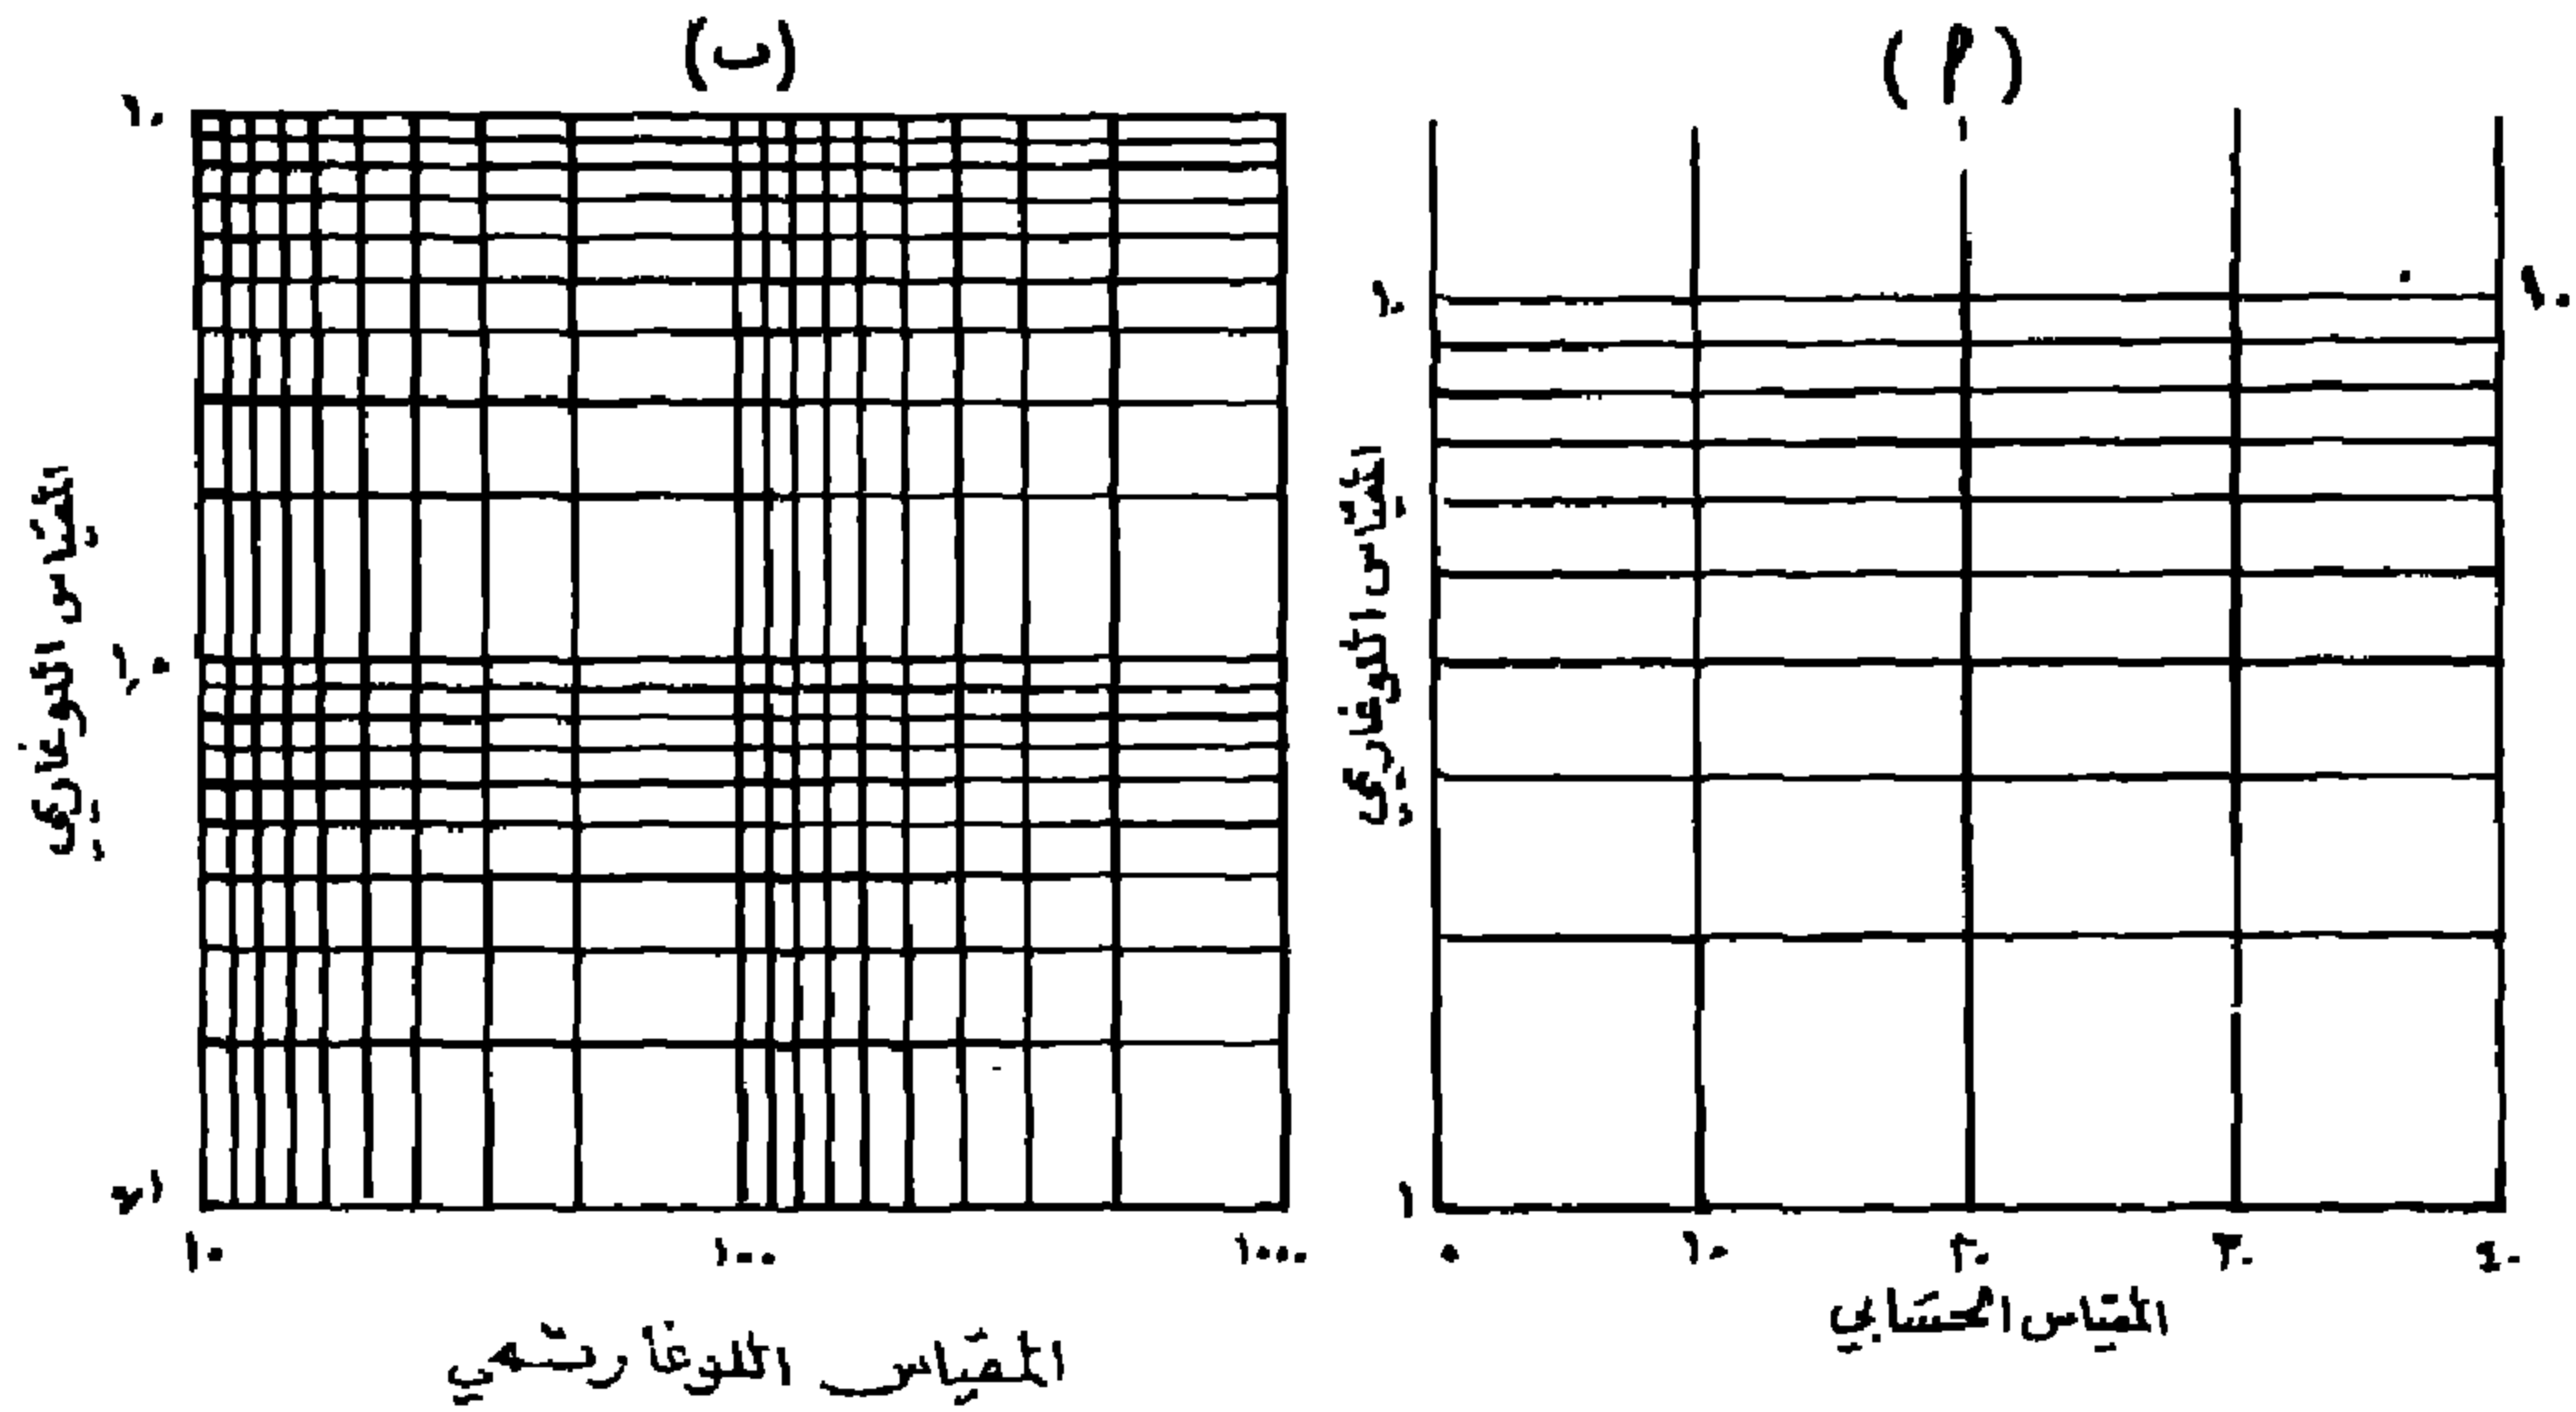 (أ)
١٠
١٠
المقياس اللوغاريتمي
١
٠ ١٠ ٢٠ ٣٠ ٤٠
المقياس الحسابي
(ب)
١٠
١,٠
المقياس اللوغاريتمي
١٠ ١٠٠ ١٠٠٠
المقياس اللوغاريتمي